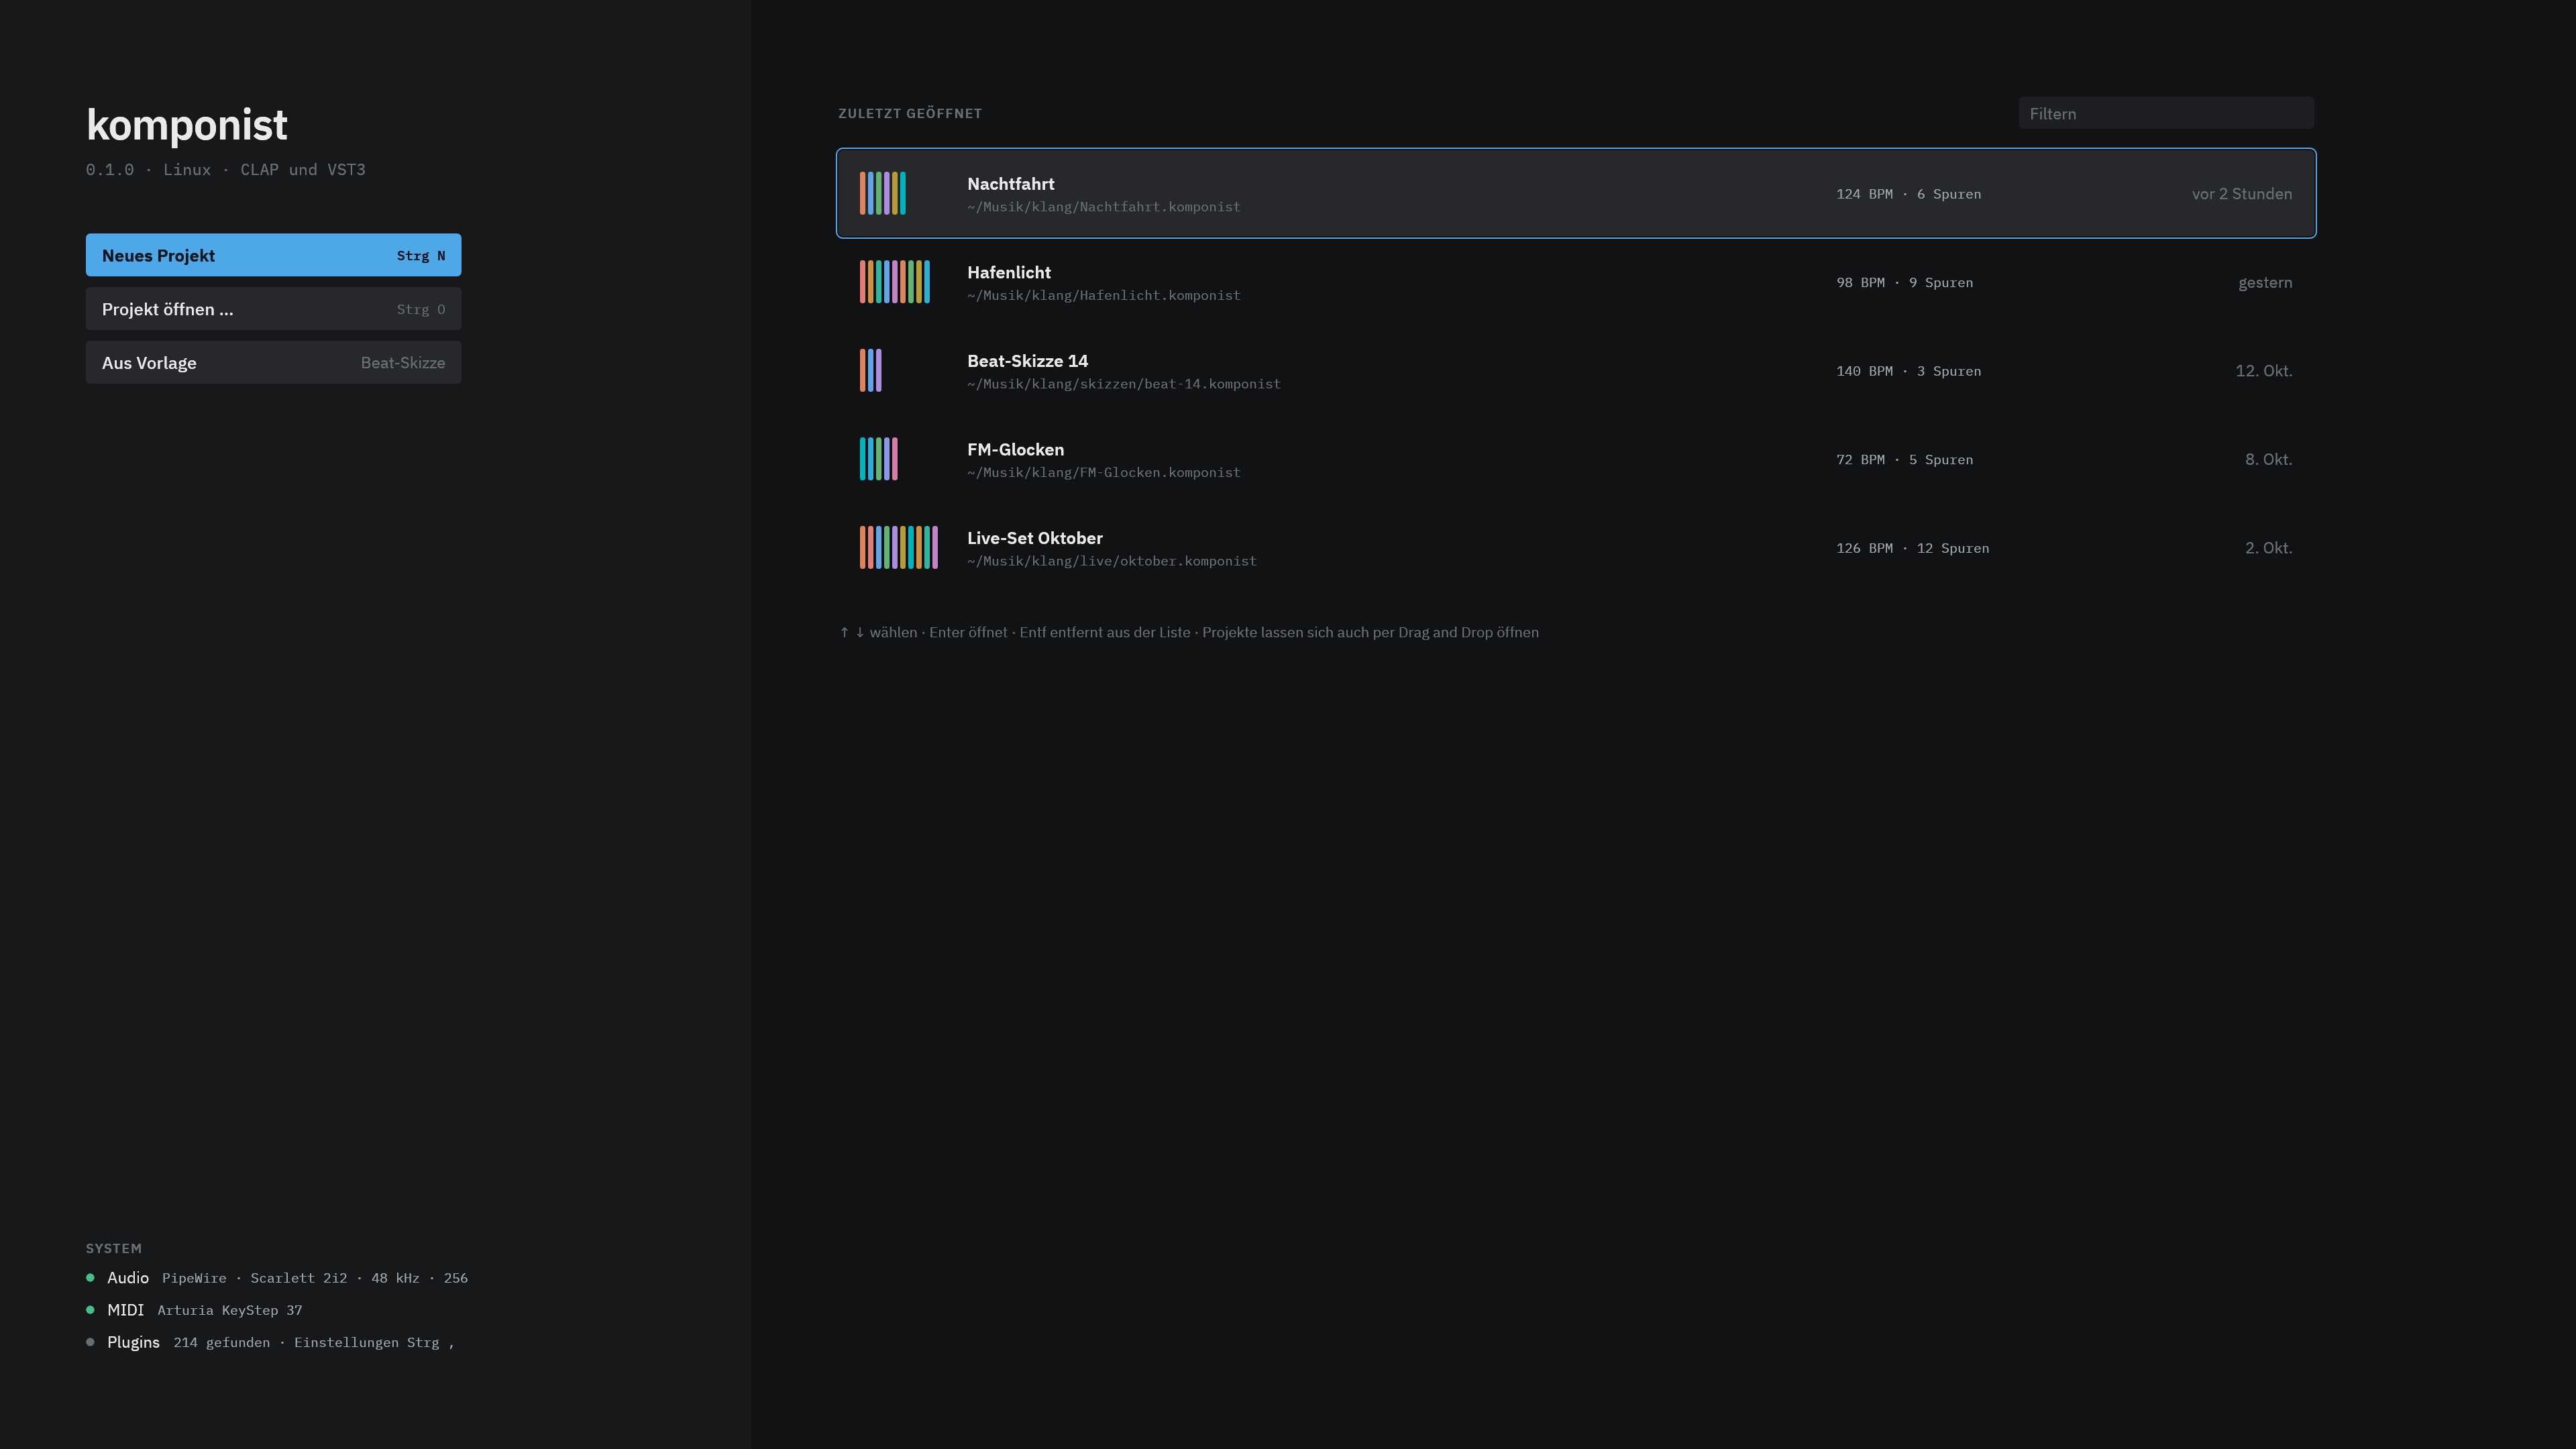 komponist
0.1.0 · Linux · CLAP und VST3
Neues Projekt Strg N
Projekt öffnen ... Strg O
Aus Vorlage Beat-Skizze
SYSTEM
Audio PipeWire · Scarlett 2i2 · 48 kHz · 256
MIDI Arturia KeyStep 37
Plugins 214 gefunden · Einstellungen Strg ,
ZULETZT GEÖFFNET
Filtern
Nachtfahrt
~/Musik/klang/Nachtfahrt.komponist
124 BPM · 6 Spuren
vor 2 Stunden
Hafenlicht
~/Musik/klang/Hafenlicht.komponist
98 BPM · 9 Spuren
gestern
Beat-Skizze 14
~/Musik/klang/skizzen/beat-14.komponist
140 BPM · 3 Spuren
12. Okt.
FM-Glocken
~/Musik/klang/FM-Glocken.komponist
72 BPM · 5 Spuren
8. Okt.
Live-Set Oktober
~/Musik/klang/live/oktober.komponist
126 BPM · 12 Spuren
2. Okt.
↑ ↓ wählen · Enter öffnet · Entf entfernt aus der Liste · Projekte lassen sich auch per Drag and Drop öffnen